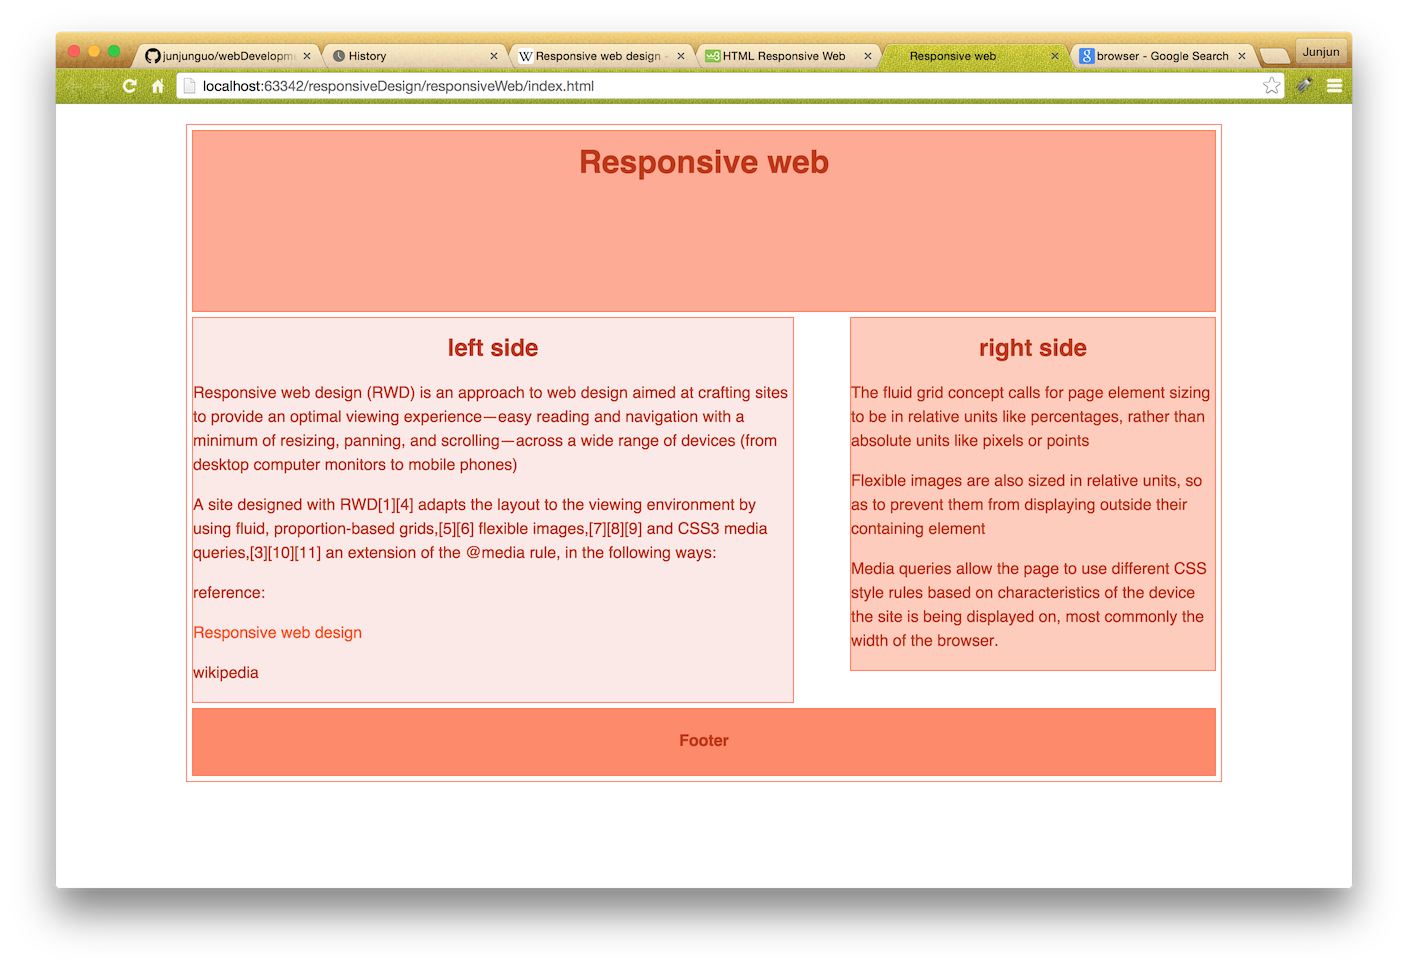 junjunguo/webDevelopm
History
Responsive web design -
HTML Responsive Web
Responsive web
browser - Google Search
Junjun
localhost:63342/responsiveDesign/responsiveWeb/index.html
Responsive web
left side
Responsive web design (RWD) is an approach to web design aimed at crafting sites
to provide an optimal viewing experience—easy reading and navigation with a
minimum of resizing, panning, and scrolling—across a wide range of devices (from
desktop computer monitors to mobile phones)
A site designed with RWD[1][4] adapts the layout to the viewing environment by
using fluid, proportion-based grids,[5][6] flexible images,[7][8][9] and CSS3 media
queries,[3][10][11] an extension of the @media rule, in the following ways:
reference:
Responsive web design
wikipedia
right side
The fluid grid concept calls for page element sizing
to be in relative units like percentages, rather than
absolute units like pixels or points
Flexible images are also sized in relative units, so
as to prevent them from displaying outside their
containing element
Media queries allow the page to use different CSS
style rules based on characteristics of the device
the site is being displayed on, most commonly the
width of the browser.
Footer